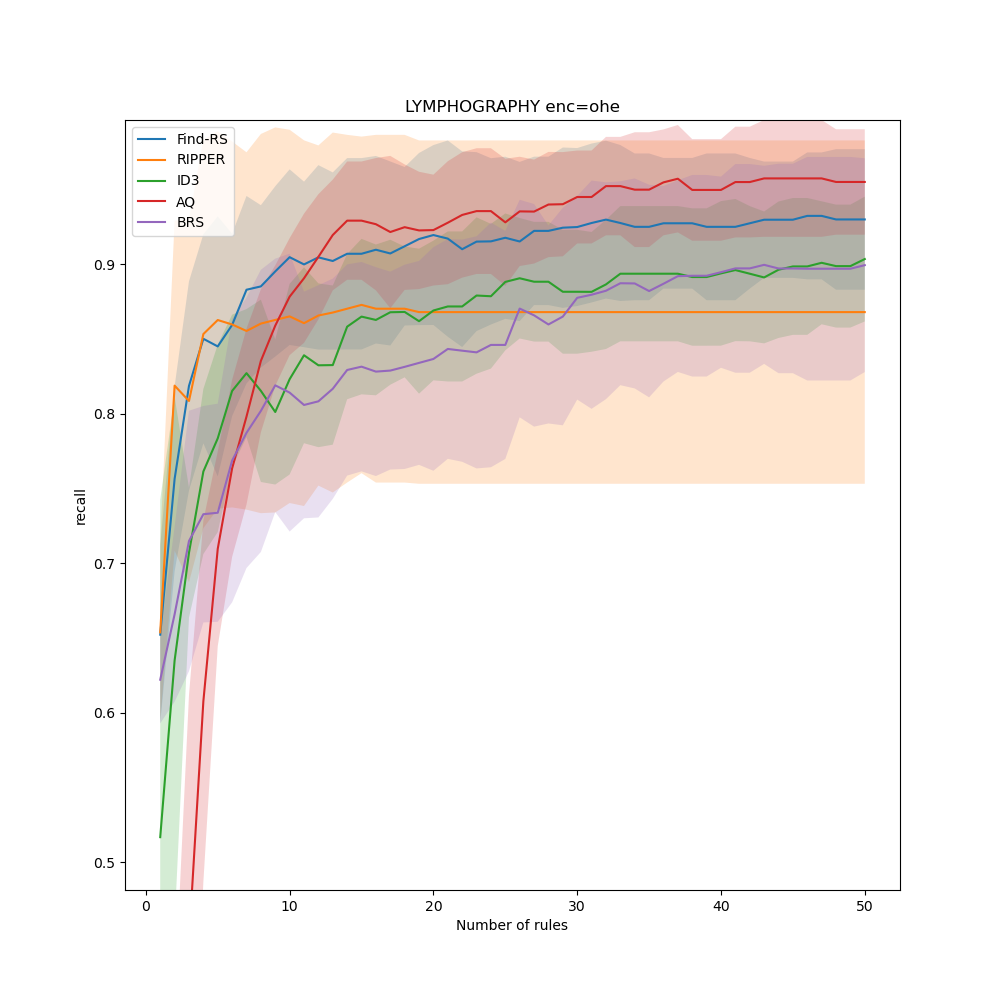 LYMPHOGRAPHY enc=ohe
Find-RS
RIPPER
ID3
AQ
BRS
0.9
0.8
0.7
0.6
0.5
recall
0 10 20 30 40 50
Number of rules